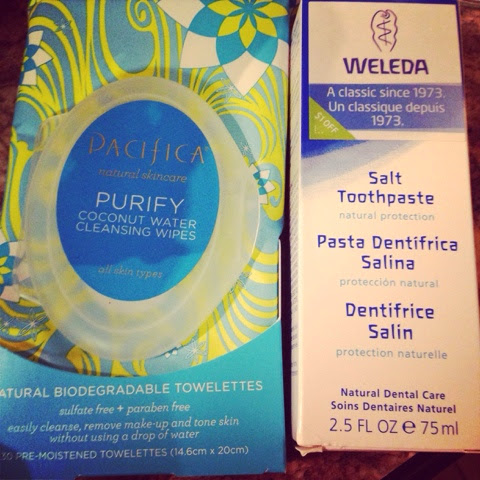 PACIFICA
natural skincare
PURIFY
COCONUT WATER
CLEANSING WIPES
all skin types
NATURAL BIODEGRADABLE TOWELETTES
sulfate free + paraben free
easily cleanse, remove make-up and tone skin
without using a drop of water
30 PRE-MOISTENED TOWELETTES (14.6cm x 20cm)
WELEDA
A classic since 1973.
Un classique depuis
1973.
$1 OFF
Salt
Toothpaste
natural protection
Pasta Dentífrica
Salina
protección natural
Dentifrice
Salin
protection naturelle
Natural Dental Care
Soins Dentaires Naturel
2.5 FL OZ e 75ml